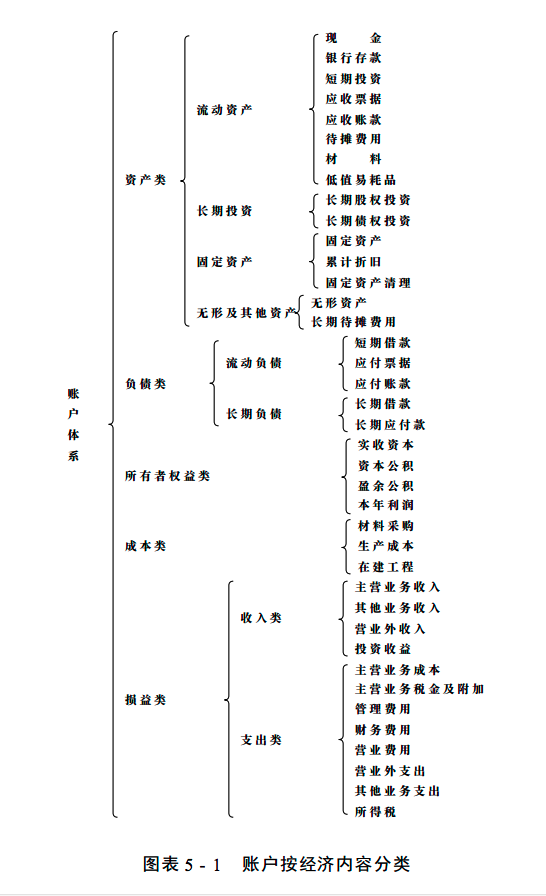 账户体系
资产类
流动资产
现 金
银行存款
短期投资
应收票据
应收账款
待摊费用
材 料
低值易耗品
长期投资
长期股权投资
长期债权投资
固定资产
固定资产
累计折旧
固定资产清理
无形及其他资产
无形资产
长期待摊费用
负债类
流动负债
短期借款
应付票据
应付账款
长期负债
长期借款
长期应付款
所有者权益类
实收资本
资本公积
盈余公积
本年利润
成本类
材料采购
生产成本
在建工程
损益类
收入类
主营业务收入
其他业务收入
营业外收入
投资收益
支出类
主营业务成本
主营业务税金及附加
管理费用
财务费用
营业费用
营业外支出
其他业务支出
所得税
图表 5 - 1 账户按经济内容分类